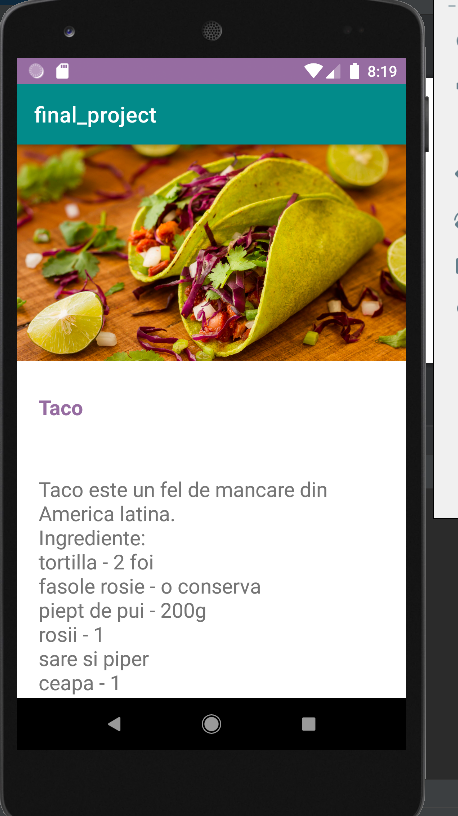 8:19
final_project
Taco
Taco este un fel de mancare din
America latina.
Ingrediente:
tortilla - 2 foi
fasole rosie - o conserva
piept de pui - 200g
rosii - 1
sare si piper
ceapa - 1